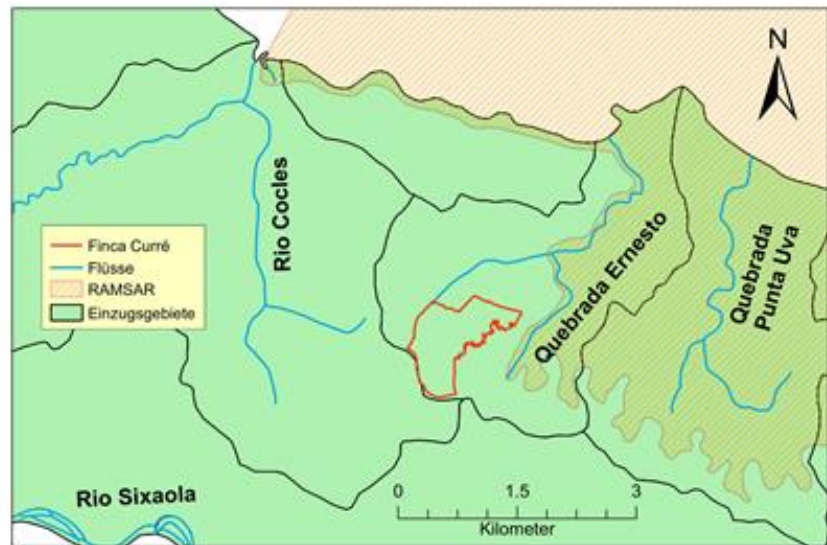 N
Rio Cocles
Finca Curré
Flüsse
RAMSAR
Einzugsgebiete
Quebrada Ernesto
Quebrada
Punta Uva
Rio Sixaola
0 1.5 3
Kilometer